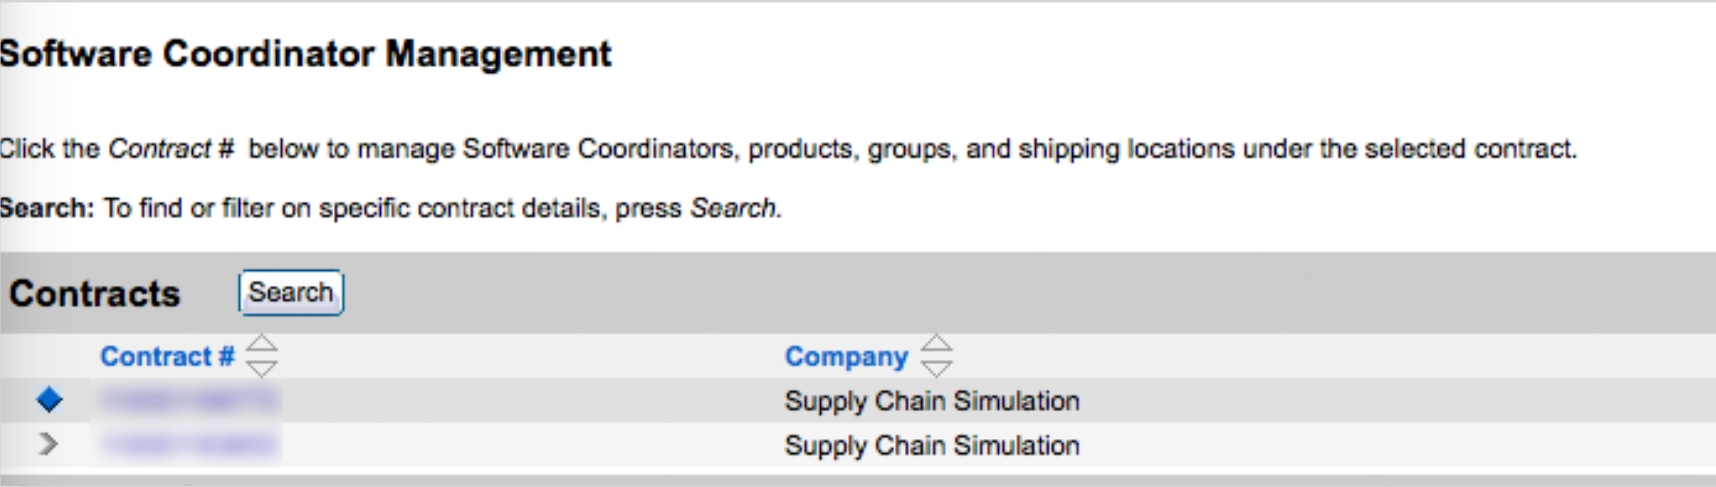 Software Coordinator Management
Click the Contract # below to manage Software Coordinators, products, groups, and shipping locations under the selected contract.
Search: To find or filter on specific contract details, press Search.
Contracts Search
Contract # Company
Supply Chain Simulation
Supply Chain Simulation